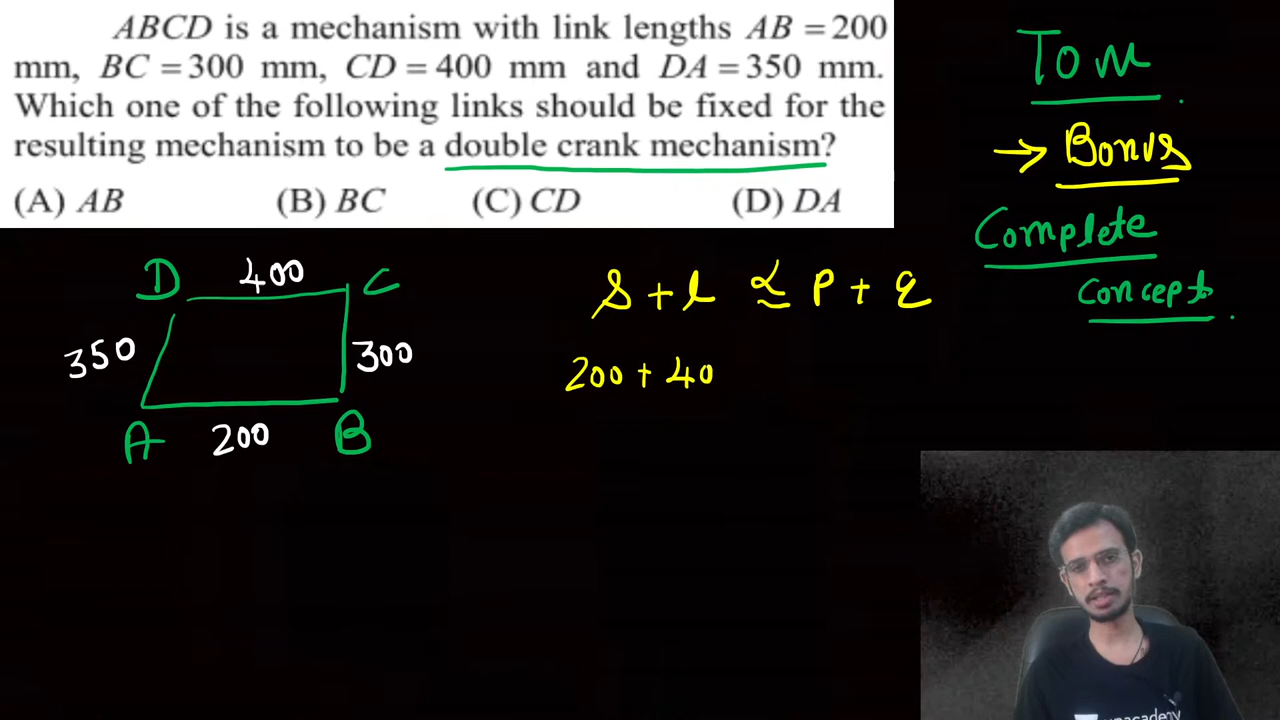 ABCD is a mechanism with link lengths AB = 200
mm, BC = 300 mm, CD = 400 mm and DA = 350 mm.
Which one of the following links should be fixed for the
resulting mechanism to be a double crank mechanism?
(A) AB (B) BC (C) CD (D) DA
TOM
→ Bonus
Complete
Concept.
D 400 C
350 300
A 200 B
S + l ≤ P + q
200 + 40